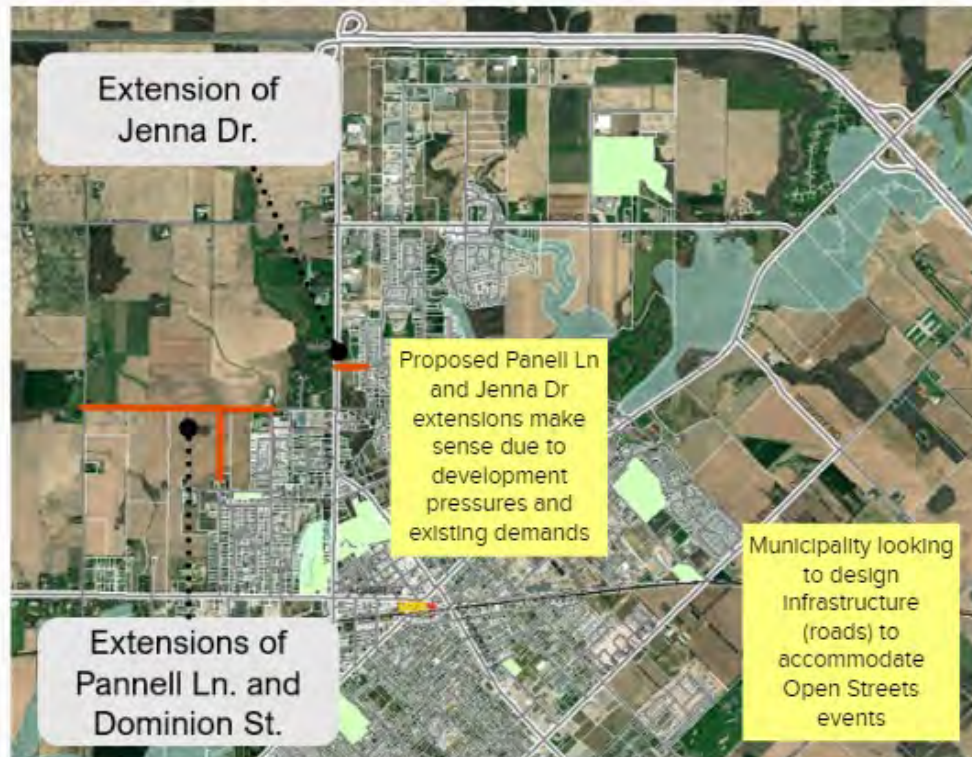 Extension of
Jenna Dr.
Proposed Panell Ln
and Jenna Dr
extensions make
sense due to
development
pressures and
existing demands
Municipality looking
to design
infrastructure
(roads) to
accommodate
Open Streets
events
Extensions of
Pannell Ln. and
Dominion St.